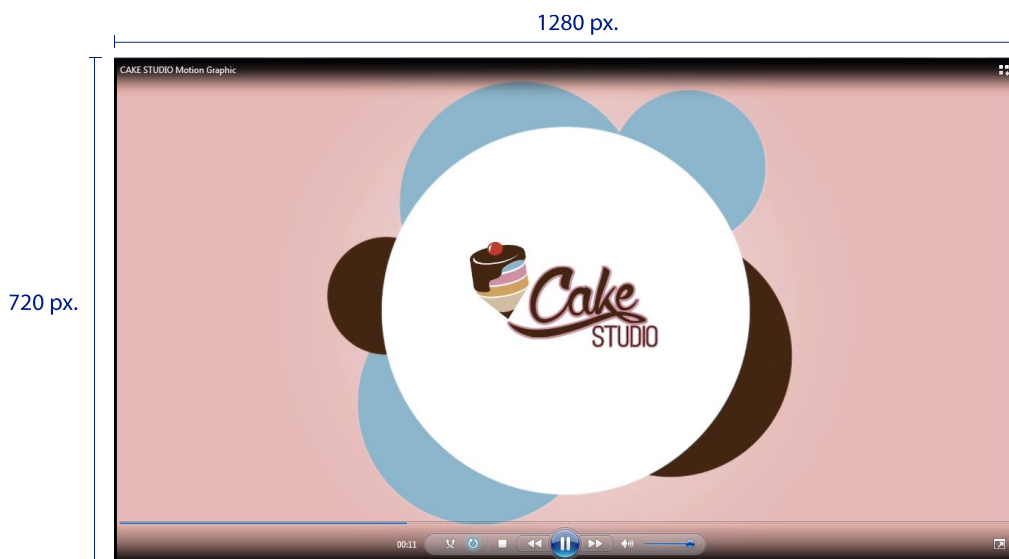 1280 px.
CAKE STUDIO Motion Graphic
720 px.
Cake
STUDIO
00:11